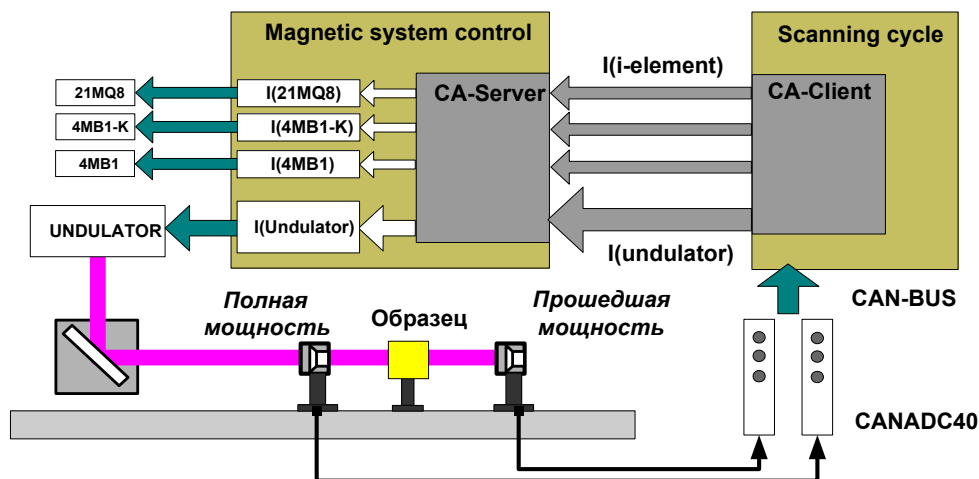 Magnetic system control
Scanning cycle
I(i-element)
CA-Server
CA-Client
21MQ8
I(21MQ8)
4MB1-K
I(4MB1-K)
4MB1
I(4MB1)
UNDULATOR
I(Undulator)
I(undulator)
CAN-BUS
Полная
мощность
Образец
Прошедшая
мощность
CANADC40